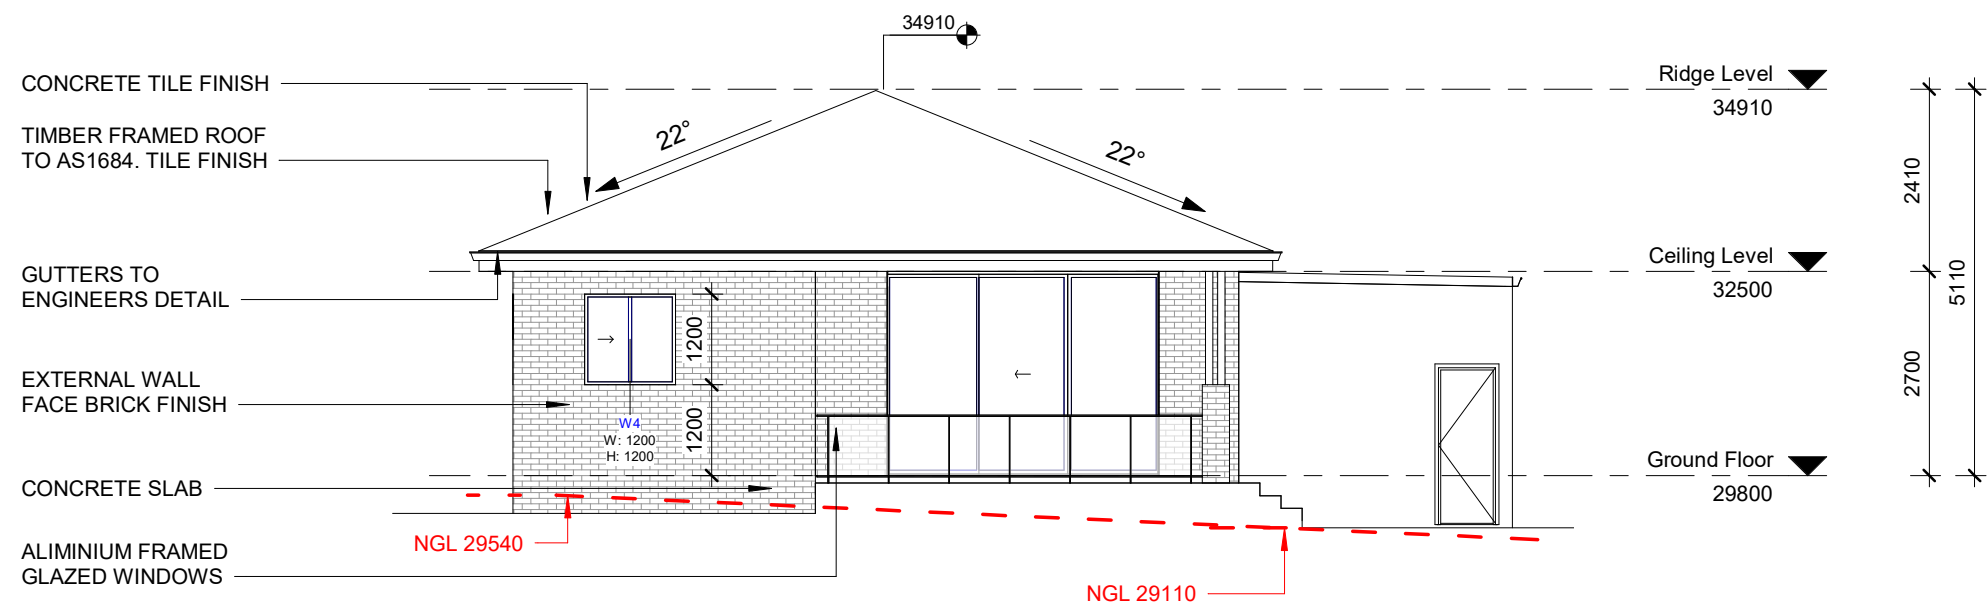 34910
CONCRETE TILE FINISH
TIMBER FRAMED ROOF
TO AS1684. TILE FINISH
GUTTERS TO
ENGINEERS DETAIL
EXTERNAL WALL
FACE BRICK FINISH
CONCRETE SLAB
ALIMINIUM FRAMED
GLAZED WINDOWS
22°
22°
1200
1200
W4
W: 1200
H: 1200
NGL 29540
NGL 29110
Ridge Level
34910
Ceiling Level
32500
Ground Floor
29800
2410
2700
5110